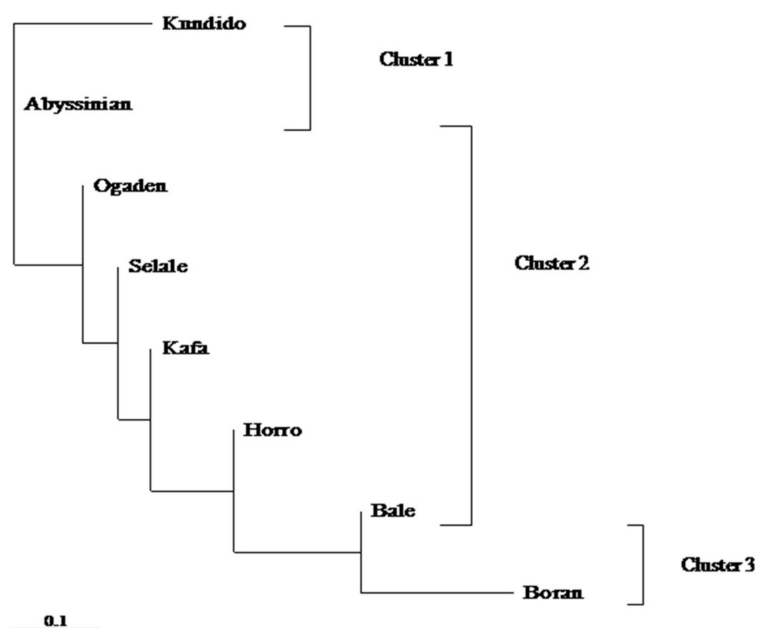 Kundido
Cluster 1
Abyssinian
Ogaden
Selale
Cluster 2
Kafa
Horro
Bale
Cluster 3
Boran
0.1